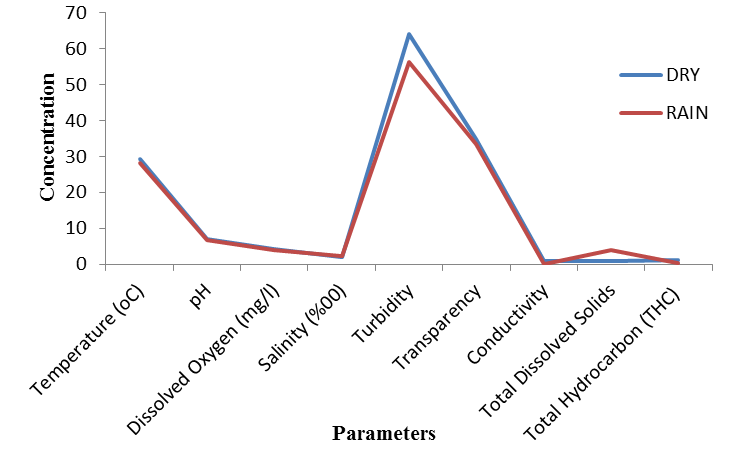 70
60
50
40
30
20
10
0
Concentration
DRY
RAIN
Temperature (oC)
pH
Dissolved Oxygen (mg/l)
Salinity (%00)
Turbidity
Transparency
Conductivity
Total Dissolved Solids
Total Hydrocarbon (THC)
Parameters